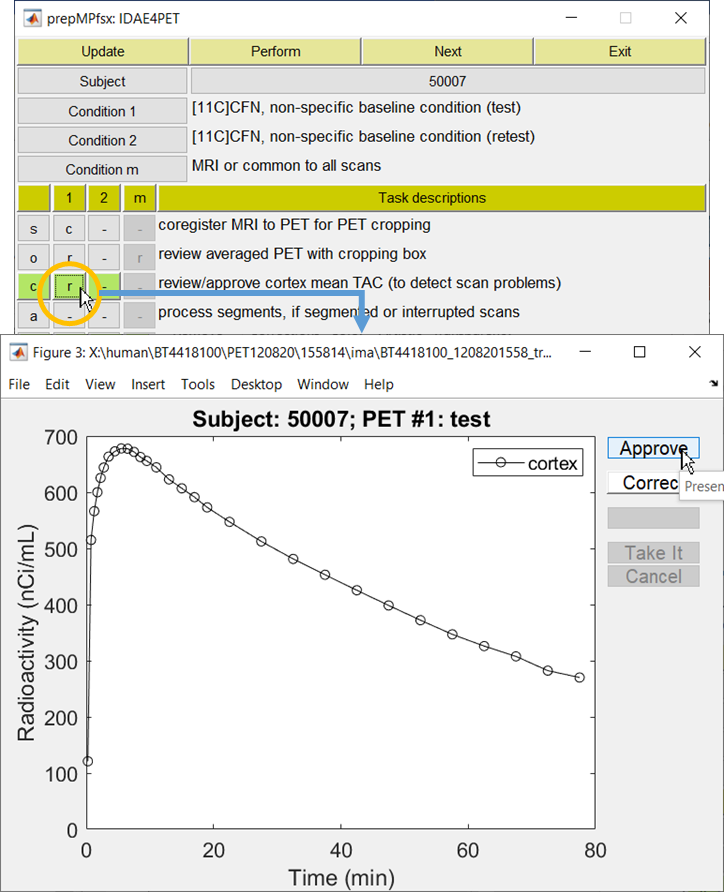 prepMPfsx: IDAE4PET
Update Perform Next Exit
Subject 50007
Condition 1 [11C]CFN, non-specific baseline condition (test)
Condition 2 [11C]CFN, non-specific baseline condition (retest)
Condition m MRI or common to all scans
1 2 m Task descriptions
s c - - coregister MRI to PET for PET cropping
o r - r review averaged PET with cropping box
c r - review/approve cortex mean TAC (to detect scan problems)
a - - - process segments, if segmented or interrupted scans
Figure 3: X:\human\BT4418100\PET120820\155814\ima\BT4418100_1208201558_tr...
File Edit View Insert Tools Desktop Window Help
Subject: 50007; PET #1: test
700
600
500
400
300
200
100
0
Radioactivity (nCi/mL)
cortex
0 20 40 60 80
Time (min)
Approve
Correc
Presen
Take It
Cancel